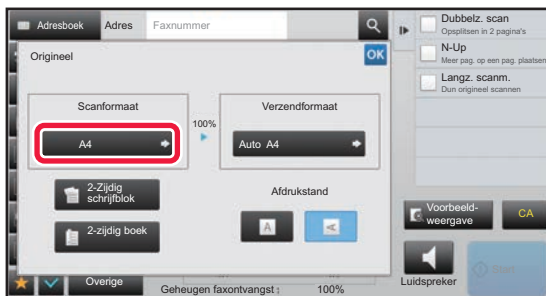 Adresboek
Adres
Faxnummer
Origineel
OK
Scanformaat
A4
100%
Verzendformaat
Auto A4
2-Zijdig
schrijfblok
2-zijdig boek
Afdrukstand
A
A
Dubbelz. scan
Opsplitsen in 2 pagina's
N-Up
Meer pag. op een pag. plaatsen
Langz. scanm.
Dun origineel scannen
Voorbeeld-
weergave
CA
Luidspreker
Start
Overige
Geheugen faxontvangst :
100%